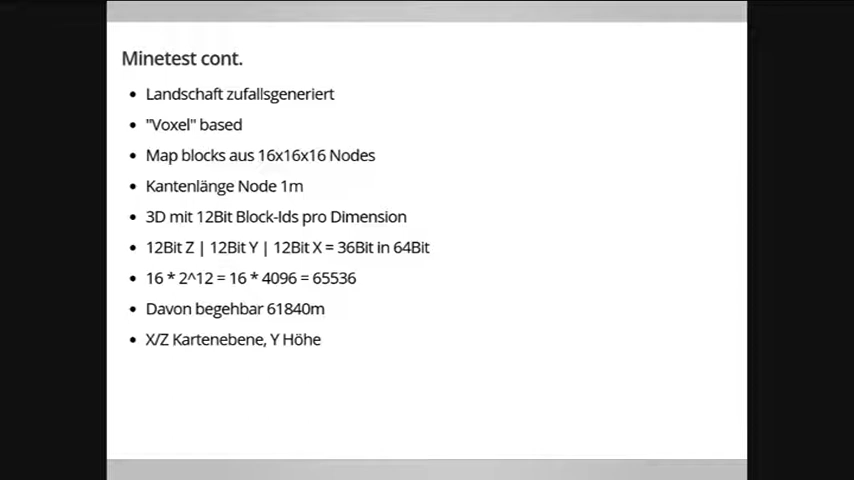 Minetest cont.
Landschaft zufallsgeneriert
"Voxel" based
Map blocks aus 16x16x16 Nodes
Kantenlänge Node 1m
3D mit 12Bit Block-Ids pro Dimension
12Bit Z | 12Bit Y | 12Bit X = 36Bit in 64Bit
16 * 2^12 = 16 * 4096 = 65536
Davon begehbar 61840m
X/Z Kartenebene, Y Höhe